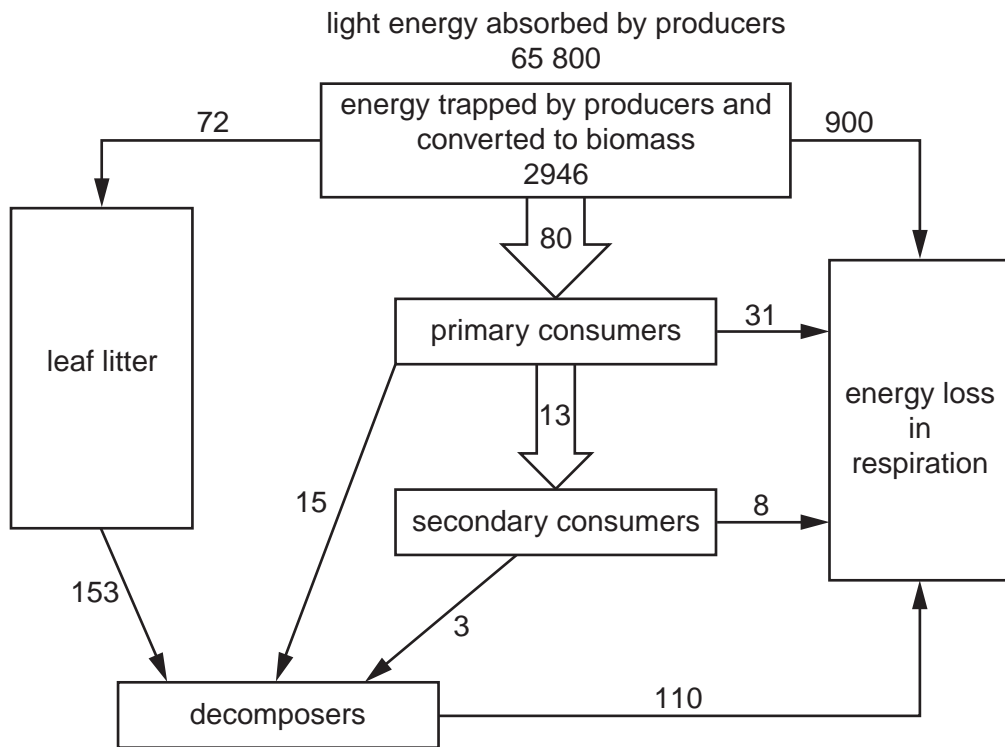 light energy absorbed by producers
65 800
energy trapped by producers and
converted to biomass
2946
72
900
80
primary consumers
31
leaf litter
13
energy loss
in
respiration
15
secondary consumers
8
153
3
decomposers
110